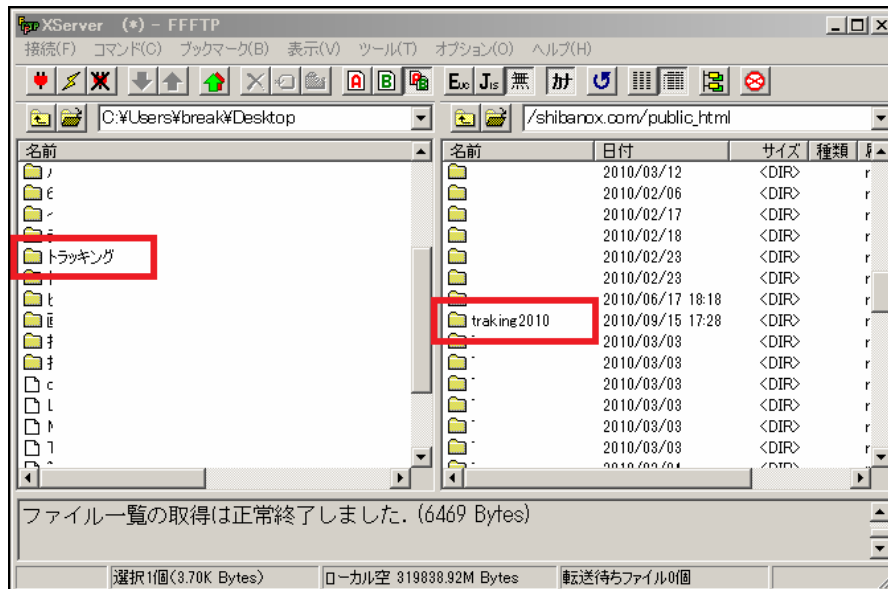 XServer (*) - FFFTP
接続(F) コマンド(C) ブックマーク(B) 表示(V) ツール(T) オプション(O) ヘルプ(H)
A B Euc Jis 無 カナ
C:¥Users¥break¥Desktop
/shibanox.com/public_html
名前
名前 日付 サイズ 種類
2010/03/12 <DIR>
2010/02/06 <DIR>
2010/02/17 <DIR>
2010/02/18 <DIR>
トラッキング
2010/02/23 <DIR>
2010/02/23 <DIR>
2010/06/17 18:18 <DIR>
traking2010 2010/09/15 17:28 <DIR>
2010/03/03 <DIR>
2010/03/03 <DIR>
2010/03/03 <DIR>
2010/03/03 <DIR>
2010/03/03 <DIR>
2010/03/03 <DIR>
ファイル一覧の取得は正常終了しました. (6469 Bytes)
選択1個(3.70K Bytes) ローカル空 319838.92M Bytes 転送待ちファイル0個